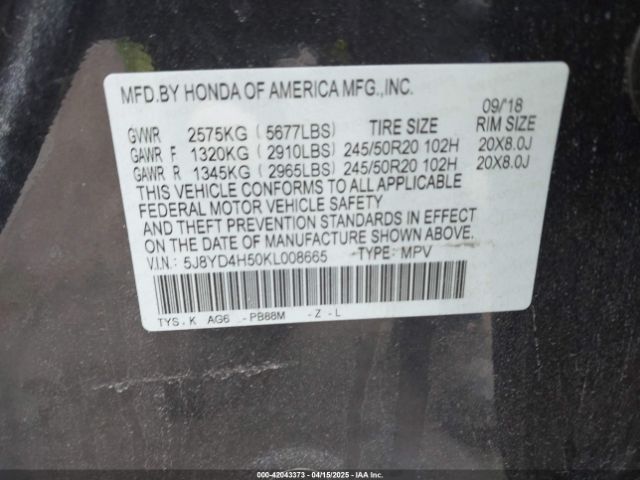 MFD.BY HONDA OF AMERICA MFG.,INC.
09/18
GVWR 2575KG ( 5677LBS) TIRE SIZE RIM SIZE
GAWR F 1320KG ( 2910LBS) 245/50R20 102H 20X8.0J
GAWR R 1345KG ( 2965LBS) 245/50R20 102H 20X8.0J
THIS VEHICLE CONFORMS TO ALL APPLICABLE
FEDERAL MOTOR VEHICLE SAFETY
AND THEFT PREVENTION STANDARDS IN EFFECT
ON THE DATE OF MANUFACTURE SHOWN ABOVE.
V.I.N.: 5J8YD4H50KL008665 TYPE: MPV
TYS.K AG6 -PB88M -Z -L
000-42043373 - 04/15/2025 - IAAI.COM